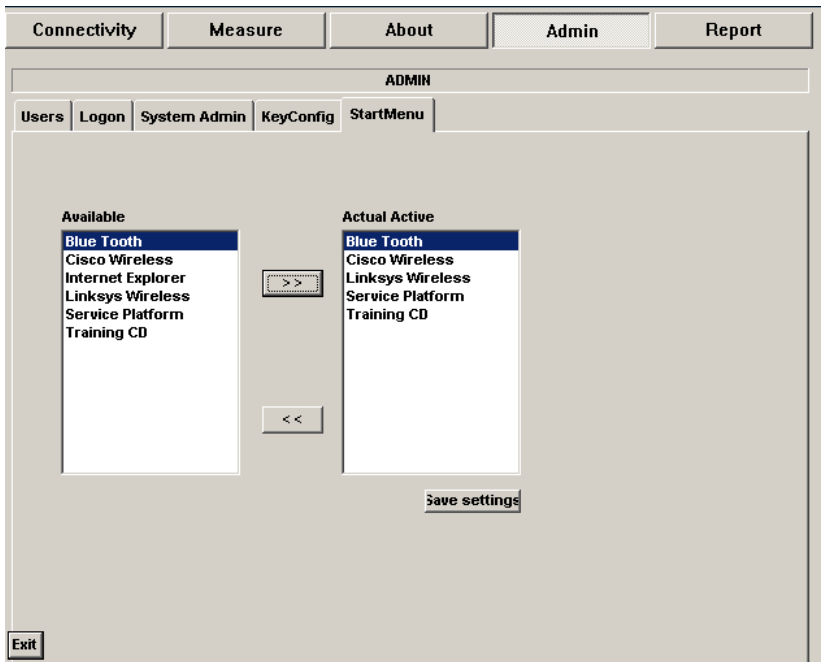 Connectivity Measure About Admin Report
ADMIN
Users Logon System Admin KeyConfig StartMenu
Available
Blue Tooth
Cisco Wireless
Internet Explorer
Linksys Wireless
Service Platform
Training CD
>>
<<
Actual Active
Blue Tooth
Cisco Wireless
Linksys Wireless
Service Platform
Training CD
Save settings
Exit